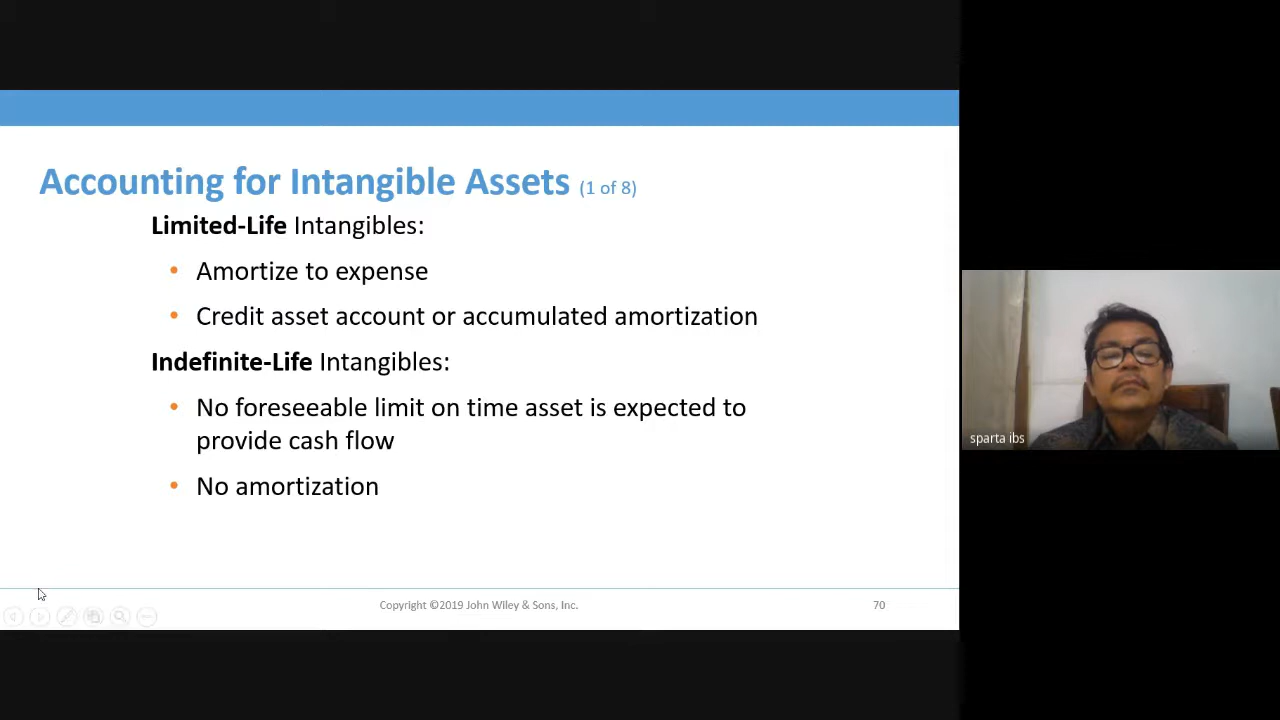 Accounting for Intangible Assets (1 of 8)
Limited-Life Intangibles:
• Amortize to expense
• Credit asset account or accumulated amortization
Indefinite-Life Intangibles:
• No foreseeable limit on time asset is expected to
provide cash flow
• No amortization
Copyright ©2019 John Wiley & Sons, Inc.
70
sparta ibs